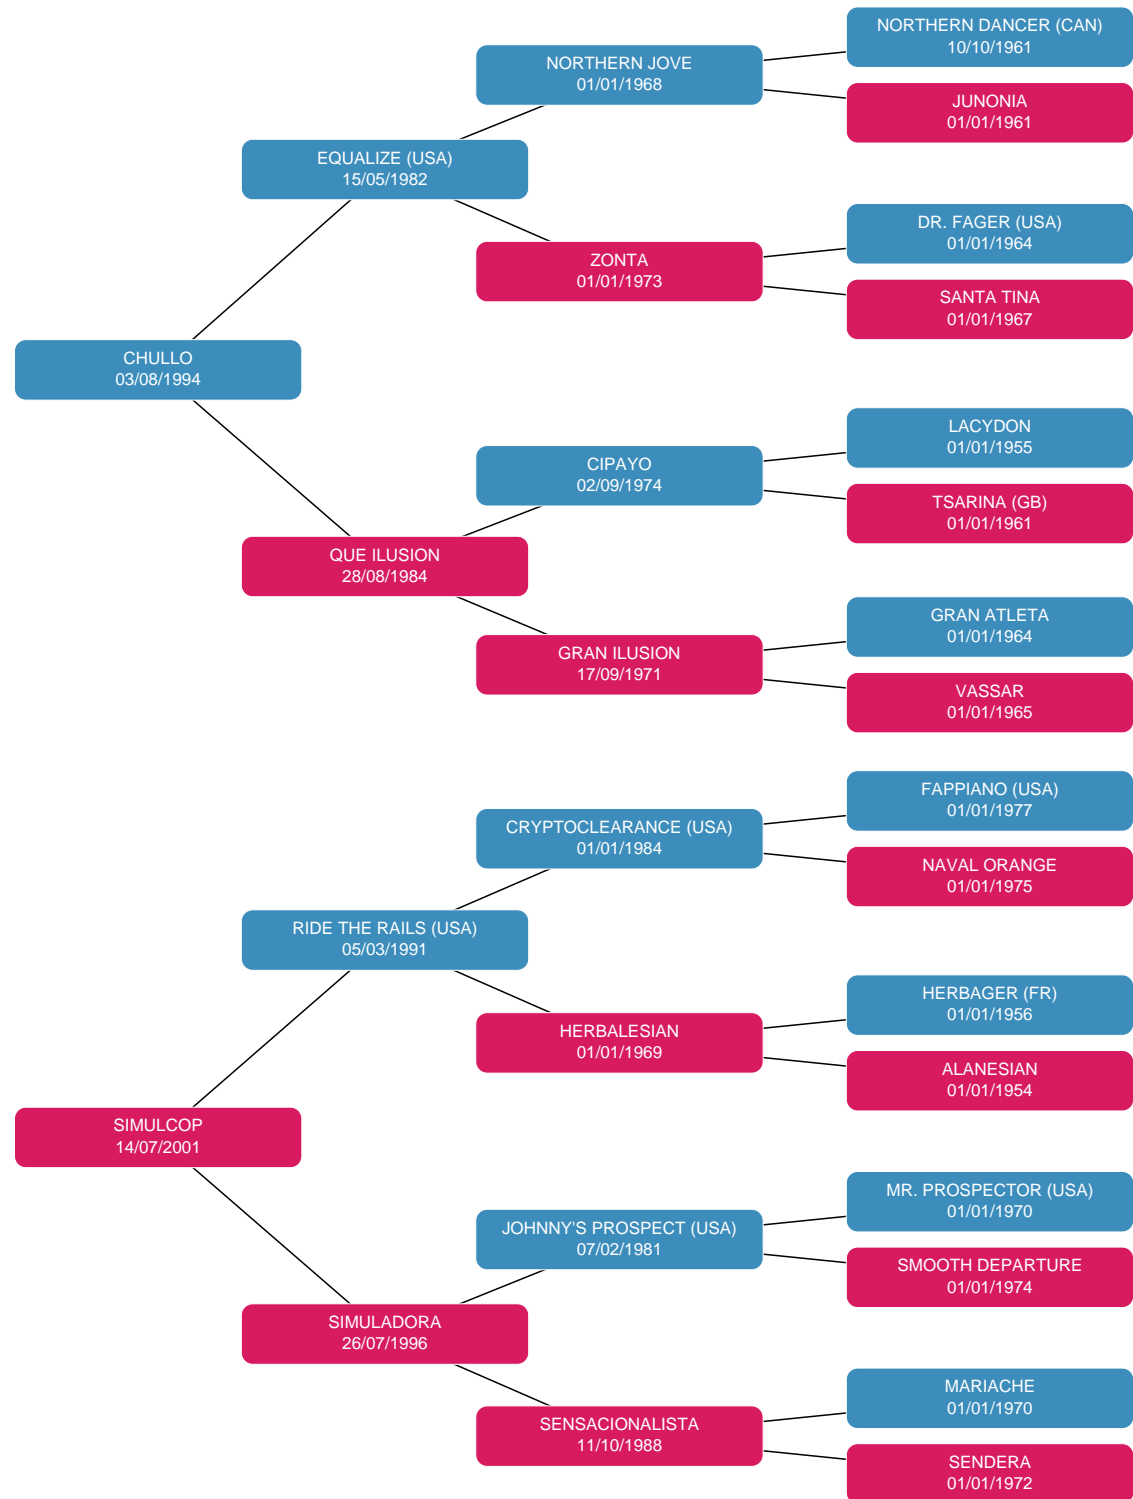 NORTHERN DANCER (CAN)
10/10/1961
NORTHERN JOVE
01/01/1968
JUNONIA
01/01/1961
EQUALIZE (USA)
15/05/1982
DR. FAGER (USA)
01/01/1964
ZONTA
01/01/1973
SANTA TINA
01/01/1967
CHULLO
03/08/1994
LACYDON
01/01/1955
CIPAYO
02/09/1974
TSARINA (GB)
01/01/1961
QUE ILUSION
28/08/1984
GRAN ATLETA
01/01/1964
GRAN ILUSION
17/09/1971
VASSAR
01/01/1965
FAPPIANO (USA)
01/01/1977
CRYPTOCLEARANCE (USA)
01/01/1984
NAVAL ORANGE
01/01/1975
RIDE THE RAILS (USA)
05/03/1991
HERBAGER (FR)
01/01/1956
HERBALESIAN
01/01/1969
ALANESIAN
01/01/1954
SIMULCOP
14/07/2001
MR. PROSPECTOR (USA)
01/01/1970
JOHNNY'S PROSPECT (USA)
07/02/1981
SMOOTH DEPARTURE
01/01/1974
SIMULADORA
26/07/1996
MARIACHE
01/01/1970
SENSACIONALISTA
11/10/1988
SENDERA
01/01/1972